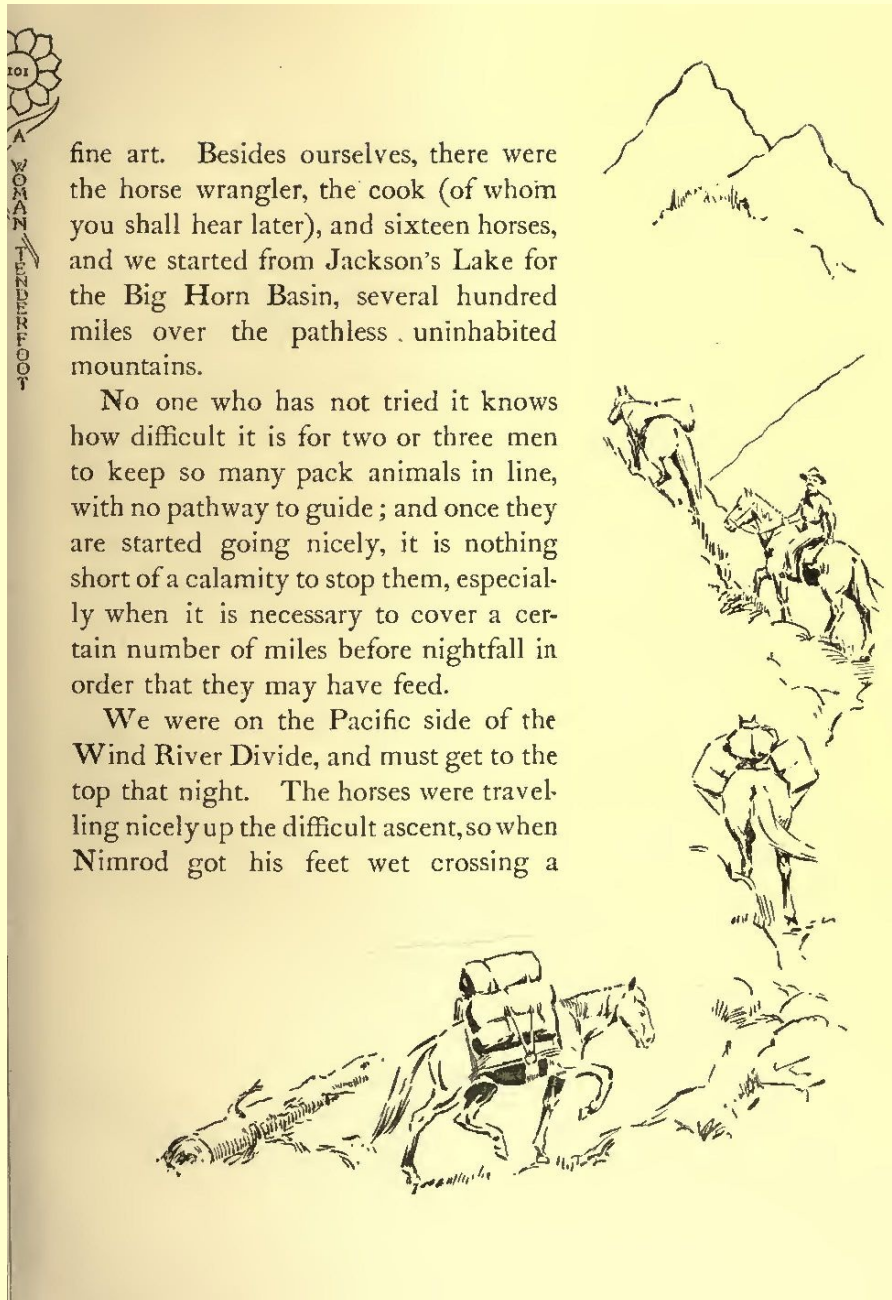 101
A WOMAN TENDERFOOT
fine art. Besides ourselves, there were
the horse wrangler, the cook (of whom
you shall hear later), and sixteen horses,
and we started from Jackson's Lake for
the Big Horn Basin, several hundred
miles over the pathless . uninhabited
mountains.
No one who has not tried it knows
how difficult it is for two or three men
to keep so many pack animals in line,
with no pathway to guide ; and once they
are started going nicely, it is nothing
short of a calamity to stop them, especial-
ly when it is necessary to cover a cer-
tain number of miles before nightfall in
order that they may have feed.
We were on the Pacific side of the
Wind River Divide, and must get to the
top that night. The horses were travel-
ling nicely up the difficult ascent, so when
Nimrod got his feet wet crossing a